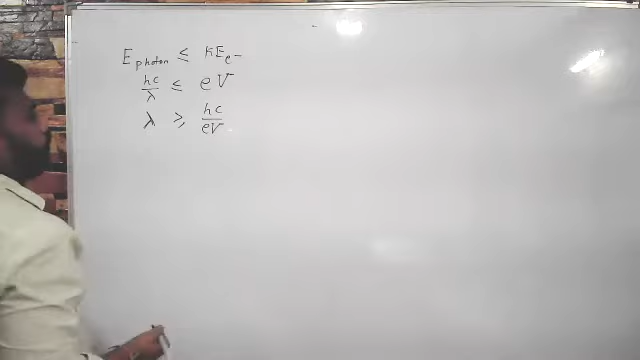 E photon ≤ KE e⁻
hc/λ ≤ eV
λ ≥ hc/eV